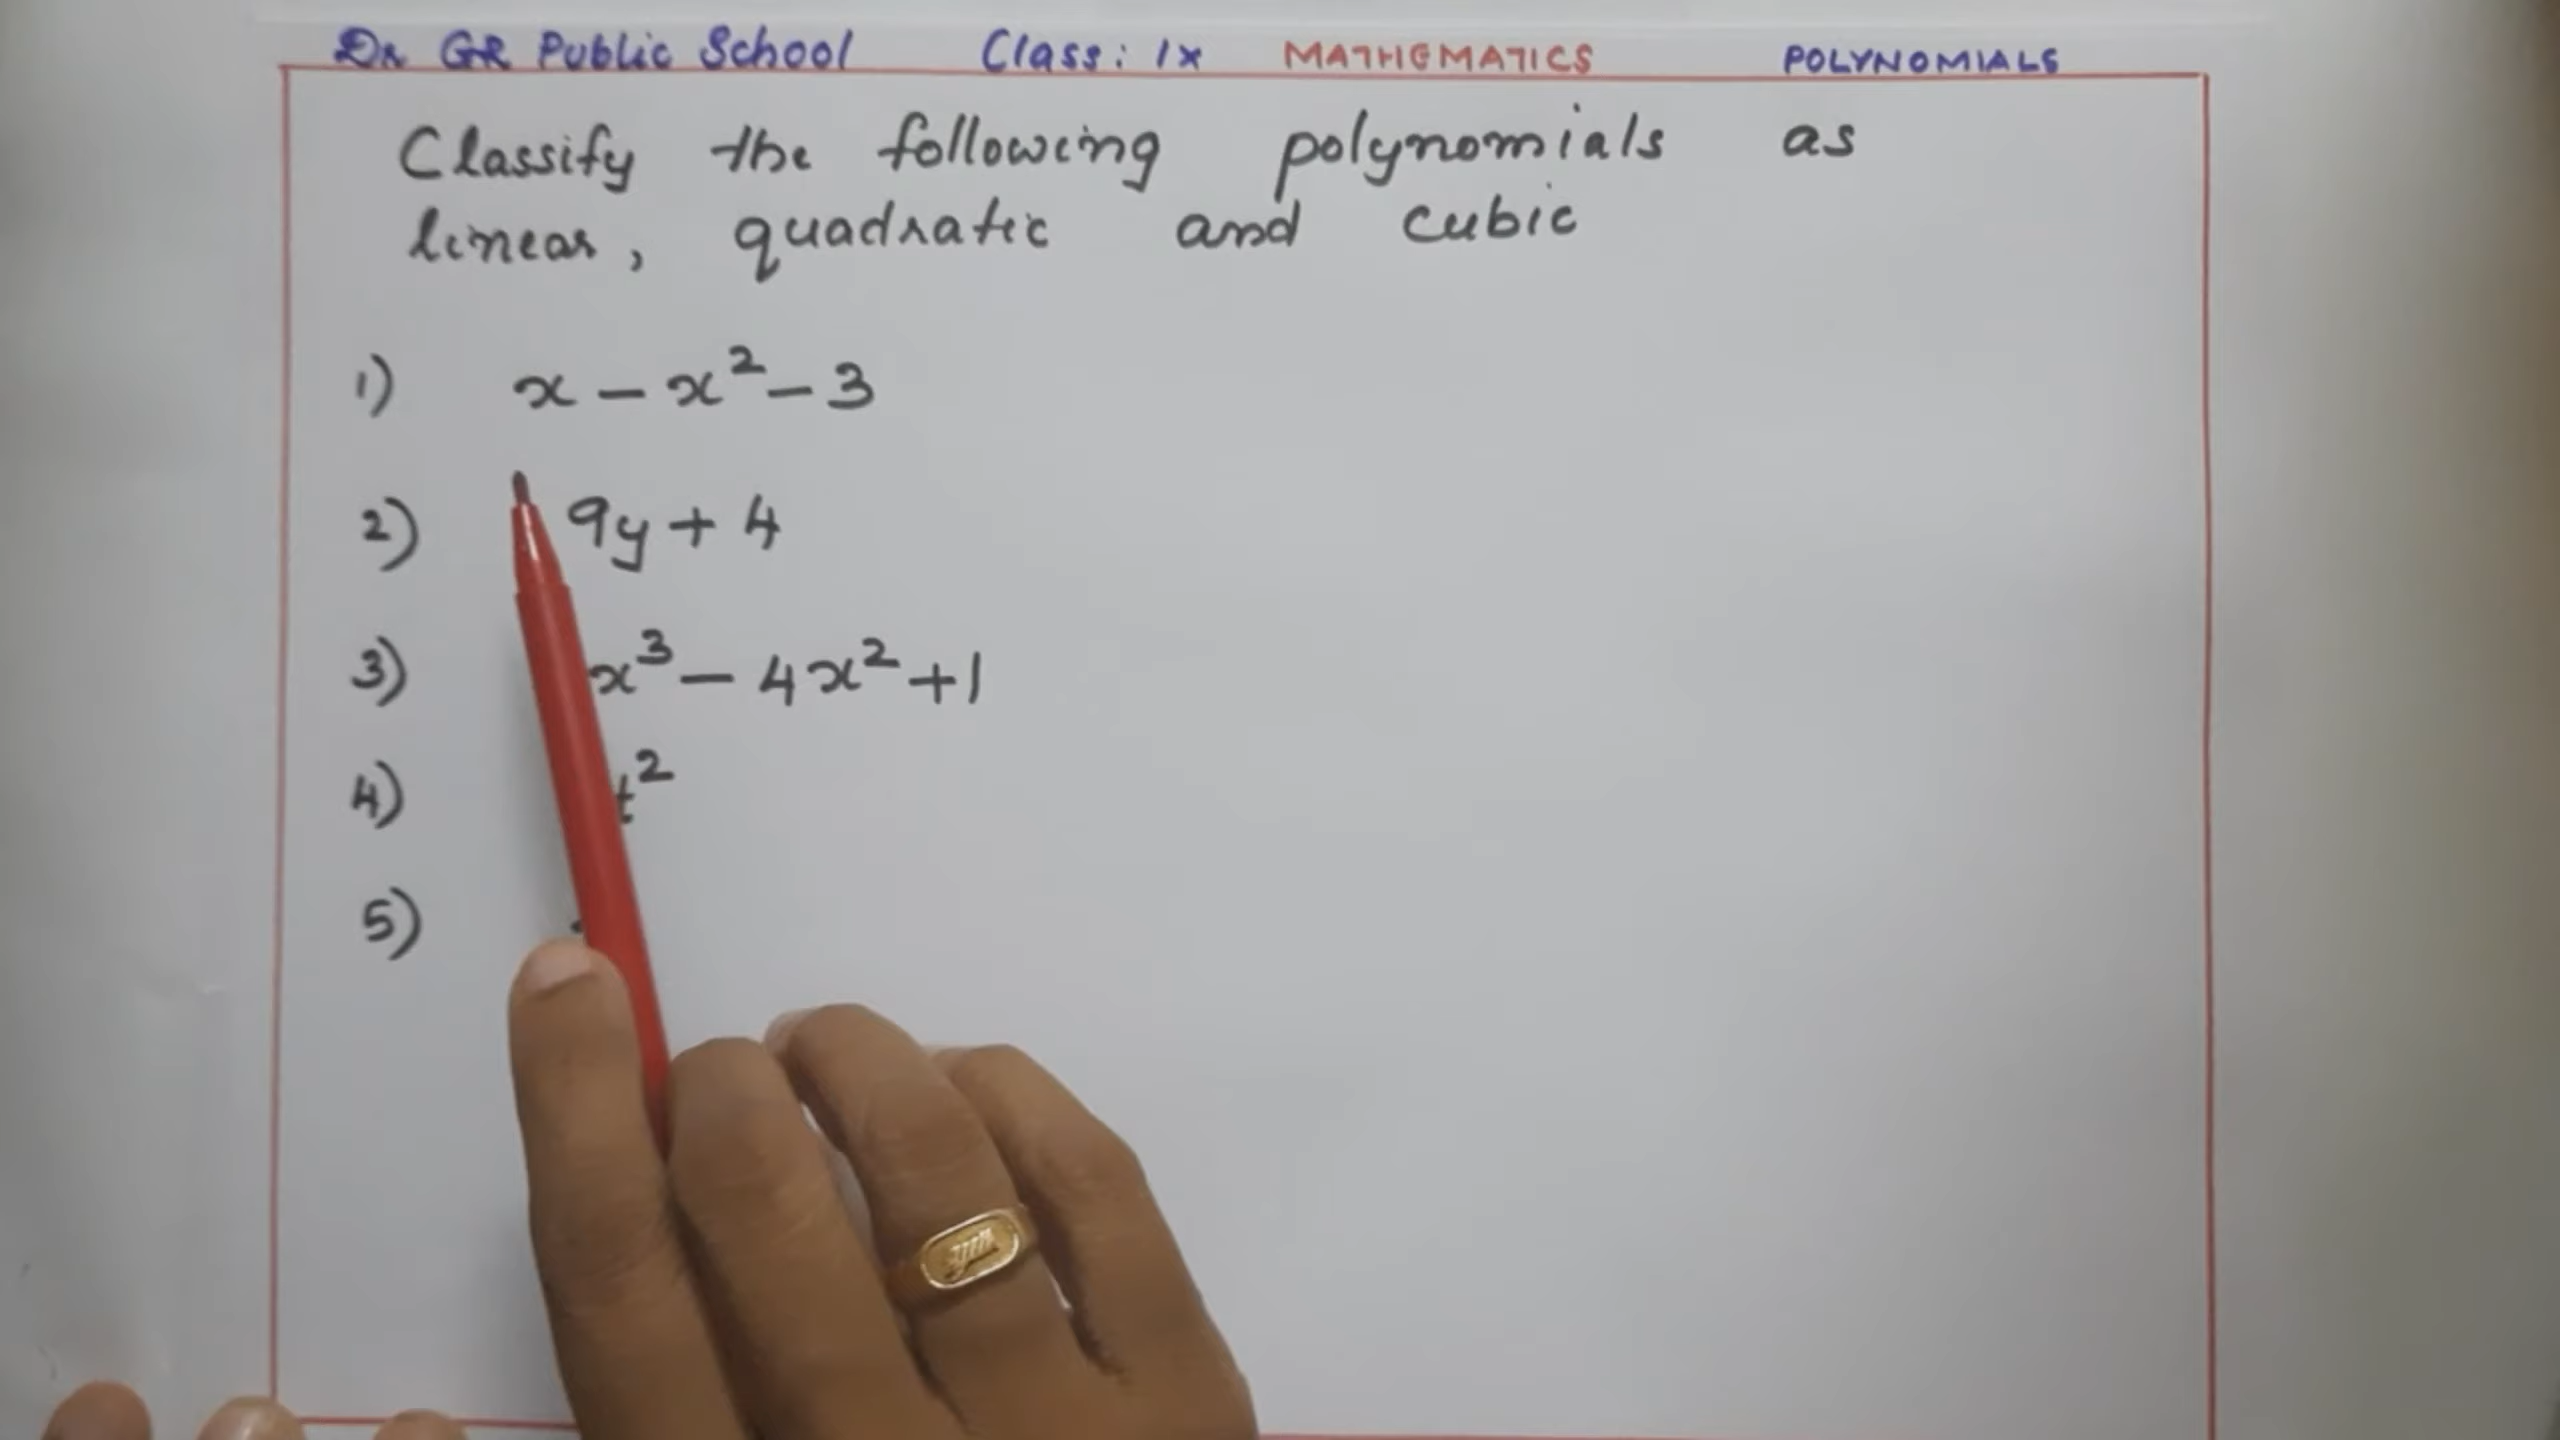 Dr GR Public School Class: IX MATHEMATICS POLYNOMIALS
Classify the following polynomials as
linear, quadratic and cubic
1) x - x² - 3
2) 9y + 4
3) x³ - 4x² + 1
4) t²
5)